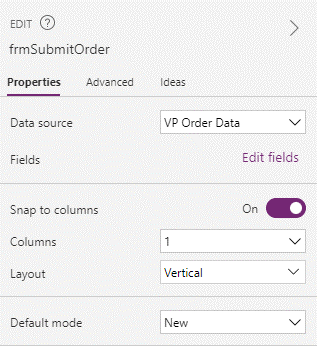 EDIT ?
frmSubmitOrder
Properties Advanced Ideas
Data source VP Order Data
Fields Edit fields
Snap to columns On
Columns 1
Layout Vertical
Default mode New